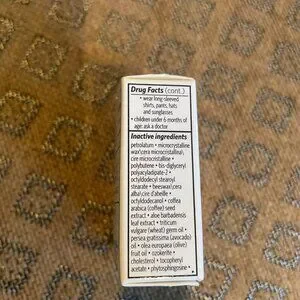 Drug Facts (cont.)
• wear long-sleeved
shirts, pants, hats
and sunglasses
• children under 6 months of
age: ask a doctor
Inactive ingredients
petrolatum • microcrystalline
wax\cera microcristallina\
cire microcristalline •
polybutene • bis-diglyceryl
polyacyladipate-2 •
octyldodecyl stearoyl
stearate • beeswax\cera
alba\cire d'abeille •
octyldodecanol • coffea
arabica (coffee) seed
extract • aloe barbadensis
leaf extract • triticum
vulgare (wheat) germ oil •
persea gratissima (avocado)
oil • olea europaea (olive)
fruit oil • ozokerite •
cholesterol • tocopheryl
acetate • phytosphingosine •